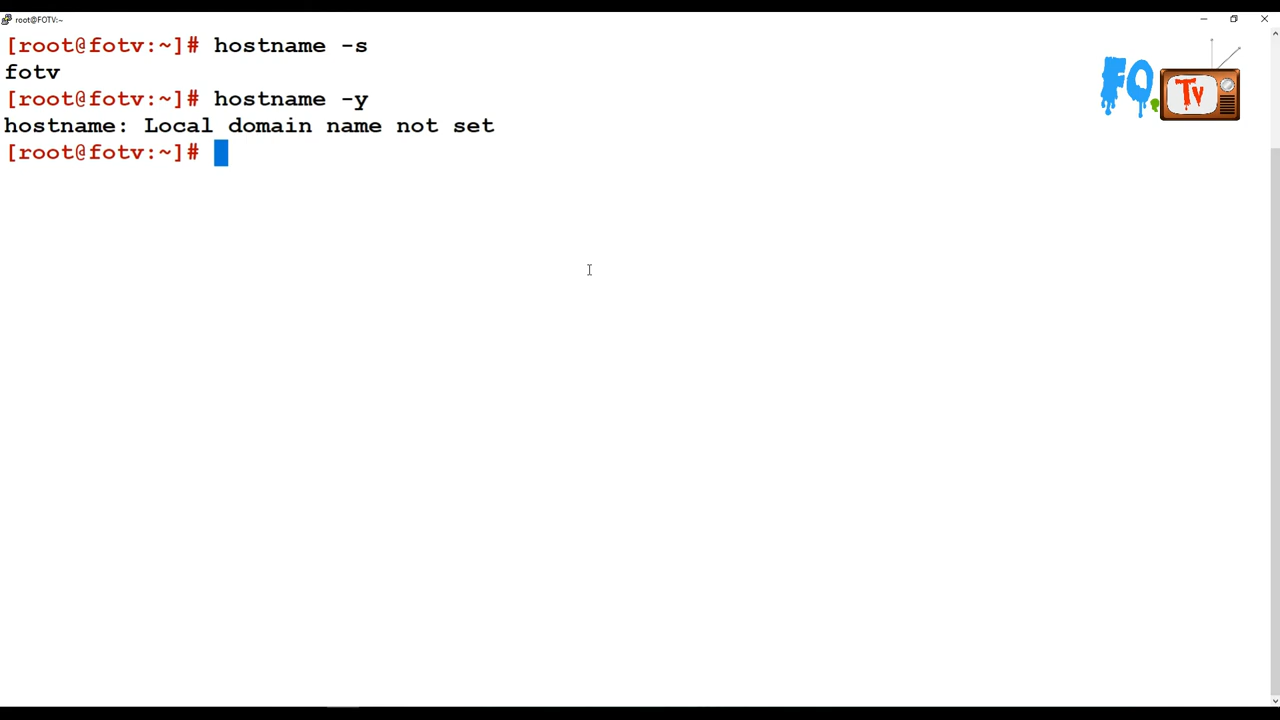 root@FOTV:~
[root@fotv:~]# hostname -s
fotv
[root@fotv:~]# hostname -y
hostname: Local domain name not set
[root@fotv:~]#
FO.
Tv